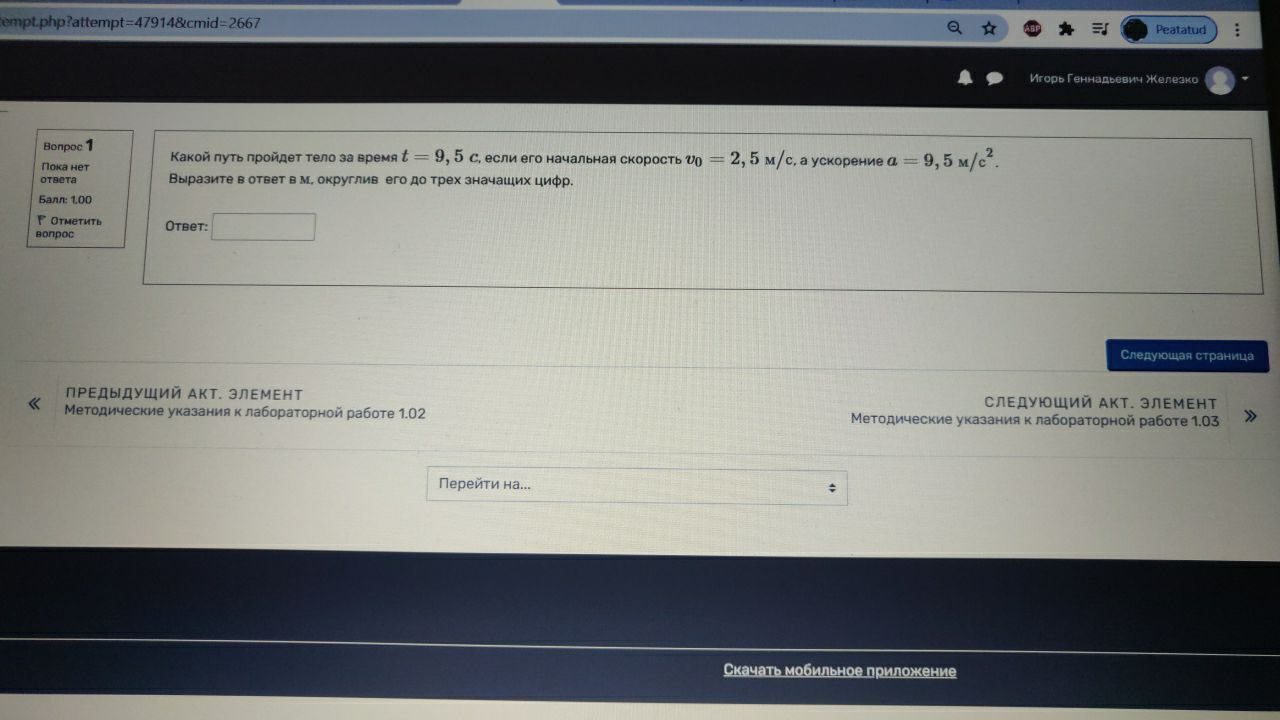 empt.php?attempt=47914&cmid=2667
ABP
Peatatud
Игорь Геннадьевич Железко
Вопрос 1
Пока нет
ответа
Балл: 1,00
Отметить
вопрос
Какой путь пройдет тело за время t = 9,5 с, если его начальная скорость v₀ = 2,5 м/с, а ускорение a = 9,5 м/с².
Выразите в ответ в м, округлив его до трех значащих цифр.
Ответ:
Следующая страница
ПРЕДЫДУЩИЙ АКТ. ЭЛЕМЕНТ
Методические указания к лабораторной работе 1.02
СЛЕДУЮЩИЙ АКТ. ЭЛЕМЕНТ
Методические указания к лабораторной работе 1.03
Перейти на...
Скачать мобильное приложение